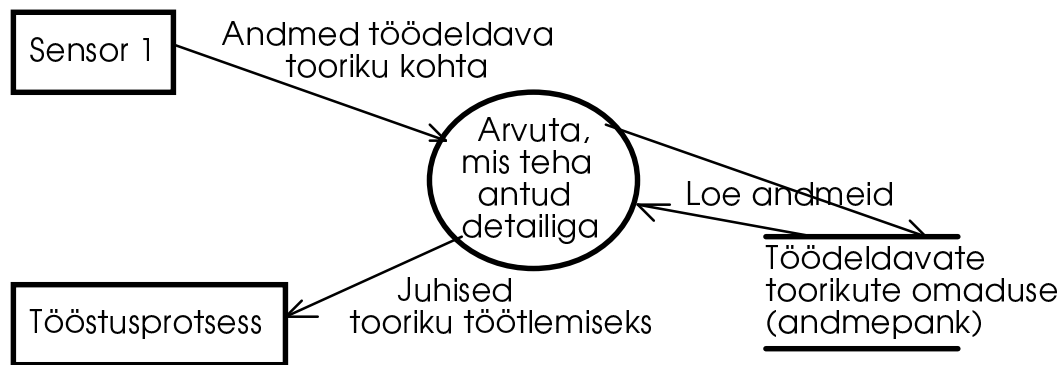 Sensor 1
Andmed töödeldava
tooriku kohta
Arvuta,
mis teha
antud
detailiga
Loe andmeid
Töödeldavate
toorikute omaduse
(andmepank)
Juhised
tooriku töötlemiseks
Tööstusprotsess